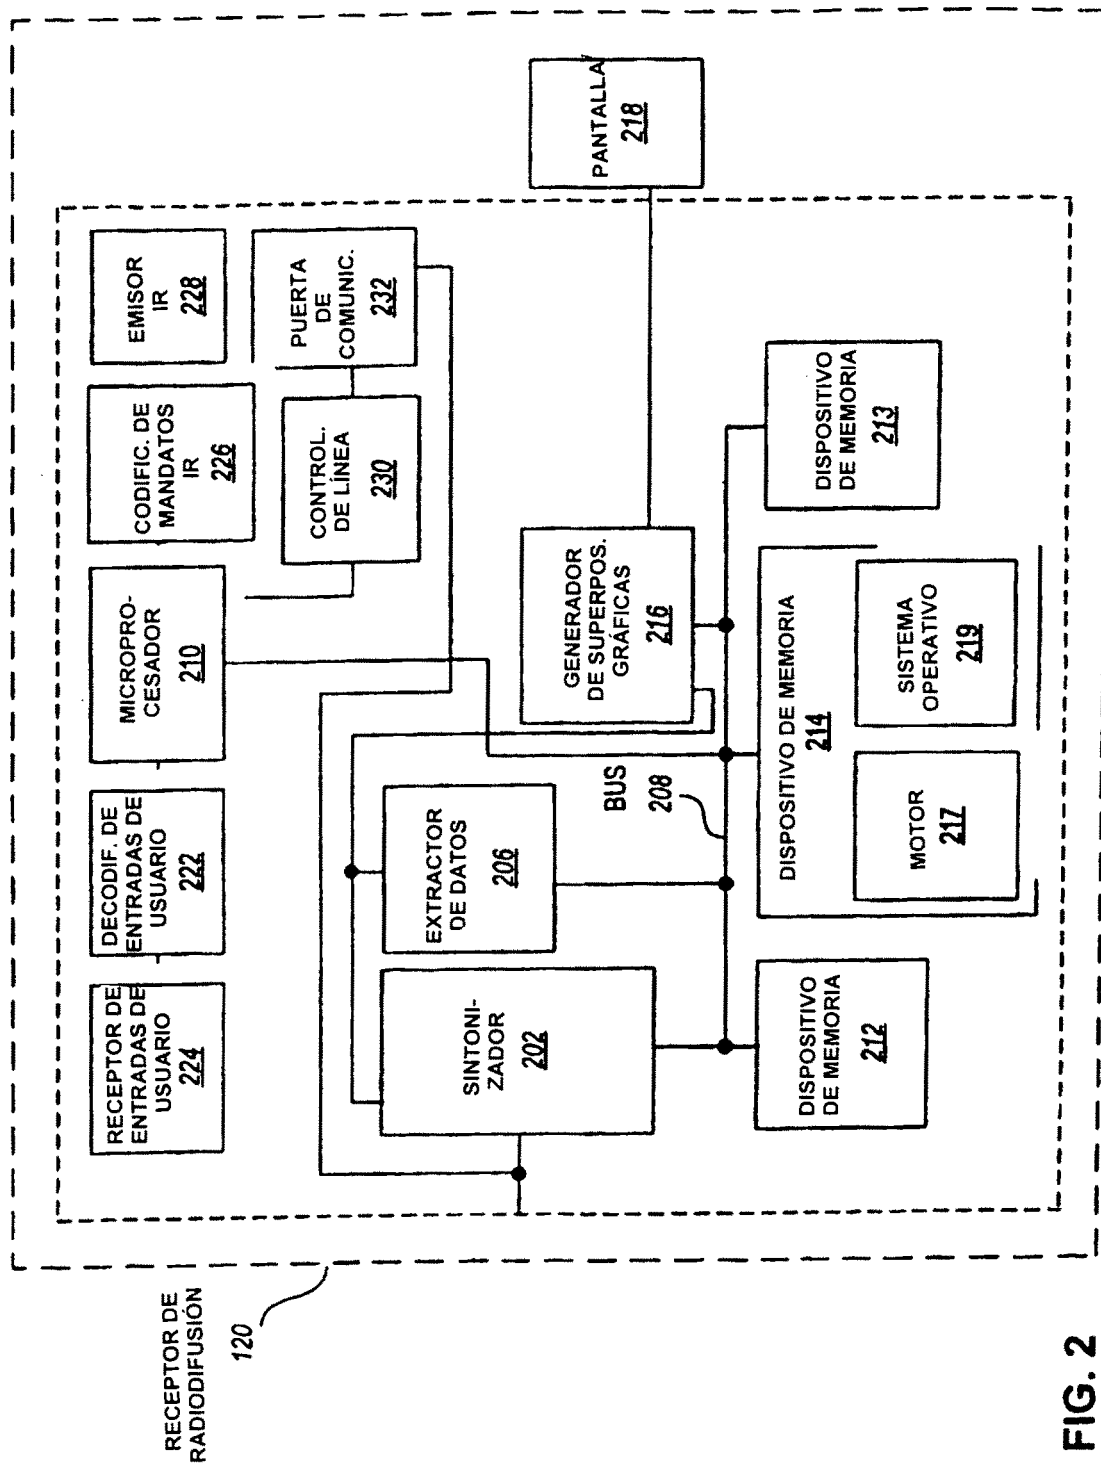 RECEPTOR DE
RADIODIFUSIÓN
120
RECEPTOR DE
ENTRADAS DE
USUARIO
224
DECODIF. DE
ENTRADAS DE
USUARIO
222
MICROPRO-
CESADOR
210
CODIFIC. DE
MANDATOS
IR
226
EMISOR
IR
228
CONTROL.
DE LÍNEA
230
PUERTA
DE
COMUNIC.
232
SINTONI-
ZADOR
202
EXTRACTOR
DE DATOS
206
GENERADOR
DE SUPERPOS.
GRÁFICAS
216
PANTALLA
218
BUS
208
DISPOSITIVO
DE MEMORIA
212
DISPOSITIVO DE MEMORIA
214
MOTOR
217
SISTEMA
OPERATIVO
219
DISPOSITIVO
DE MEMORIA
213
FIG. 2